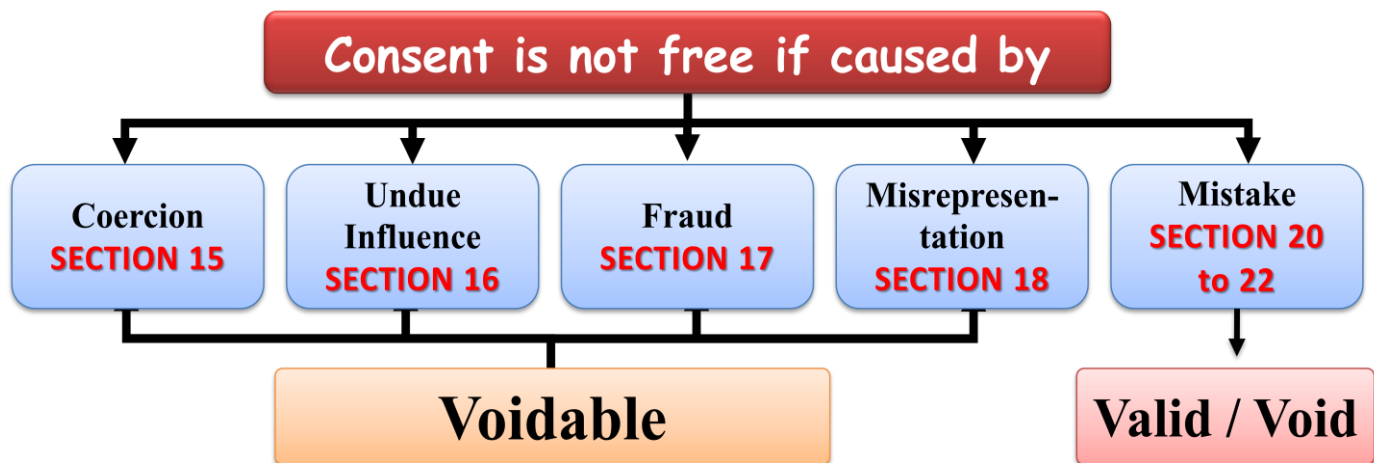 Consent is not free if caused by
Coercion
SECTION 15
Undue
Influence
SECTION 16
Fraud
SECTION 17
Misrepresen-
tation
SECTION 18
Mistake
SECTION 20
to 22
Voidable
Valid / Void